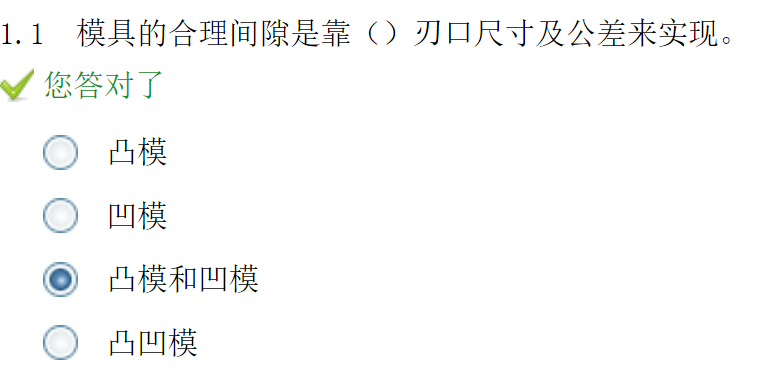 1.1 模具的合理间隙是靠（）刃口尺寸及公差来实现。
您答对了
凸模
凹模
凸模和凹模
凸凹模